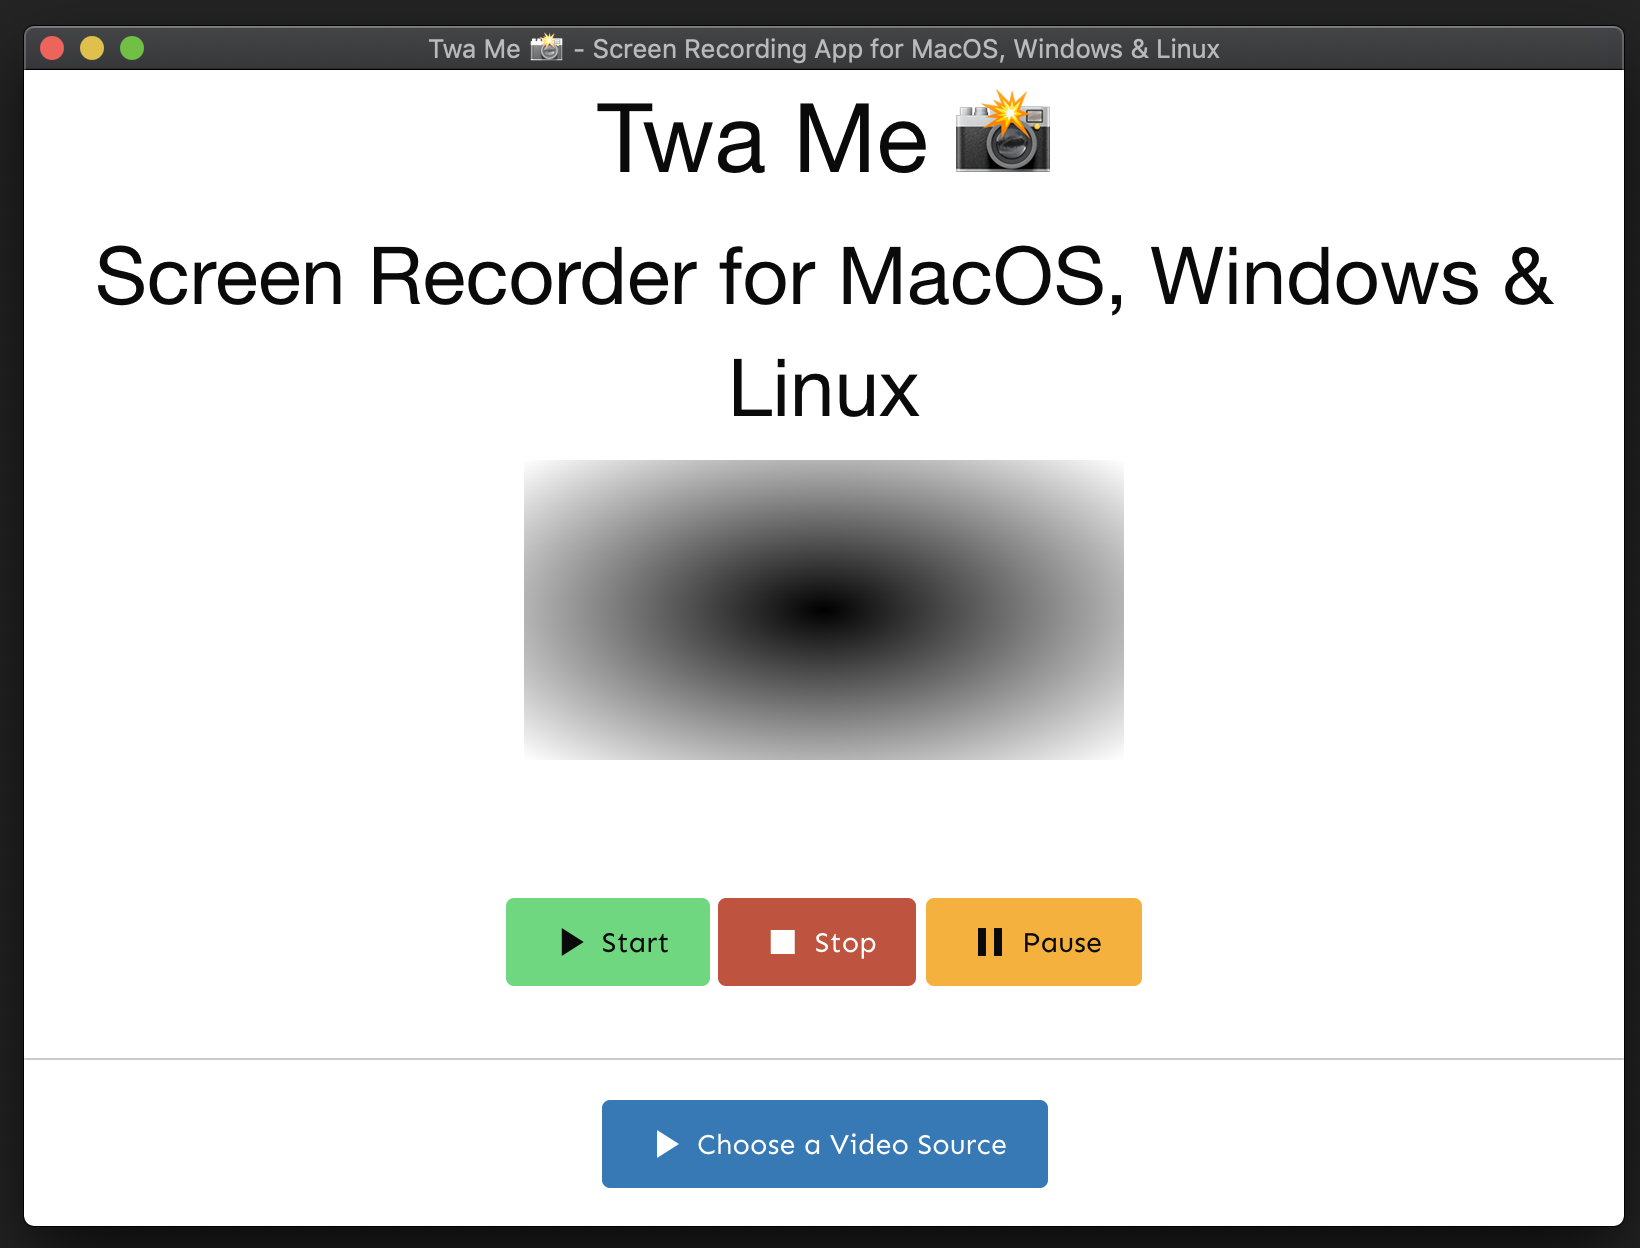 Twa Me 📸 - Screen Recording App for MacOS, Windows & Linux
Twa Me 📸
Screen Recorder for MacOS, Windows &
Linux
Start
Stop
Pause
Choose a Video Source